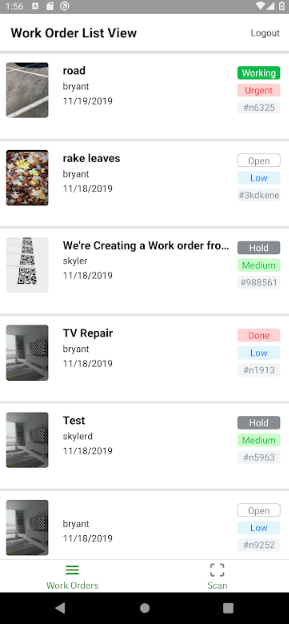 1:56
Work Order List View
Logout
road
bryant
11/19/2019
Working
Urgent
#n6325
rake leaves
bryant
11/18/2019
Open
Low
#3kdkene
We're Creating a Work order fro...
skyler
11/18/2019
Hold
Medium
#988561
TV Repair
bryant
11/18/2019
Done
Low
#n1913
Test
skylerd
11/18/2019
Hold
Medium
#n5963
bryant
11/18/2019
Open
Low
#n9252
Work Orders
Scan